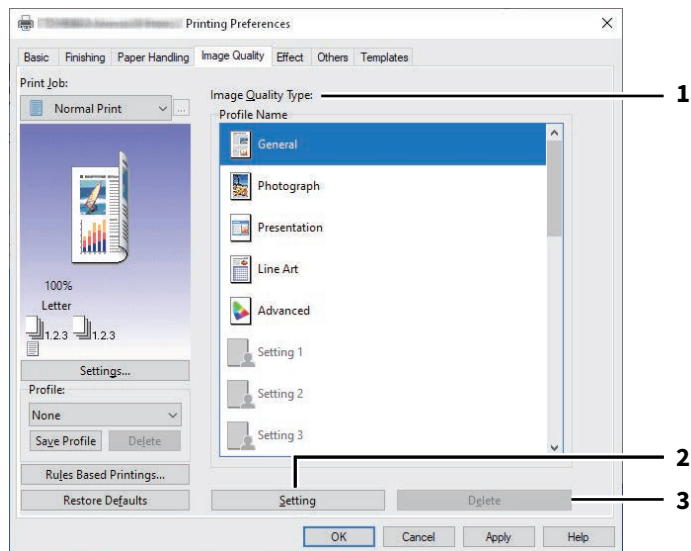 Printing Preferences
Basic Finishing Paper Handling Image Quality Effect Others Templates
Print Job:
Normal Print ...
100%
Letter
1.2.3 1.2.3
Settings...
Profile:
None
Save Profile Delete
Rules Based Printings...
Restore Defaults
Image Quality Type:
Profile Name
General
Photograph
Presentation
Line Art
Advanced
Setting 1
Setting 2
Setting 3
Setting Delete
OK Cancel Apply Help
1
2
3